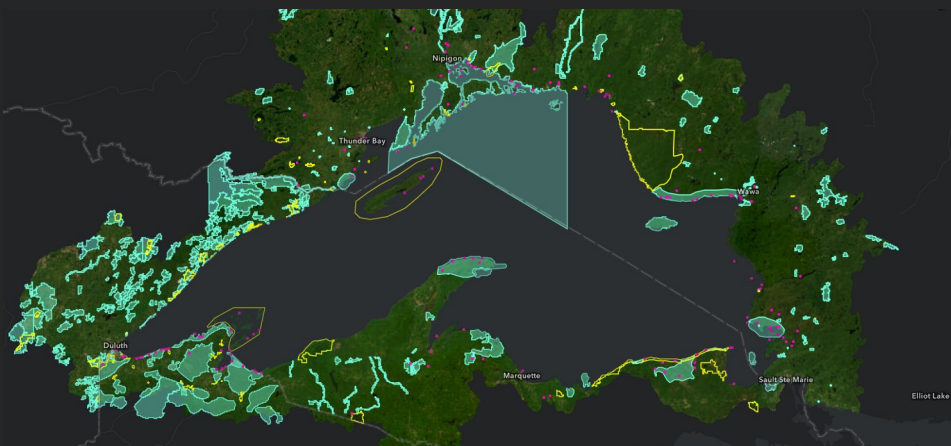 Nipigon
Thunder Bay
Wawa
Duluth
Marquette
Sault Ste Marie
Elliot Lake